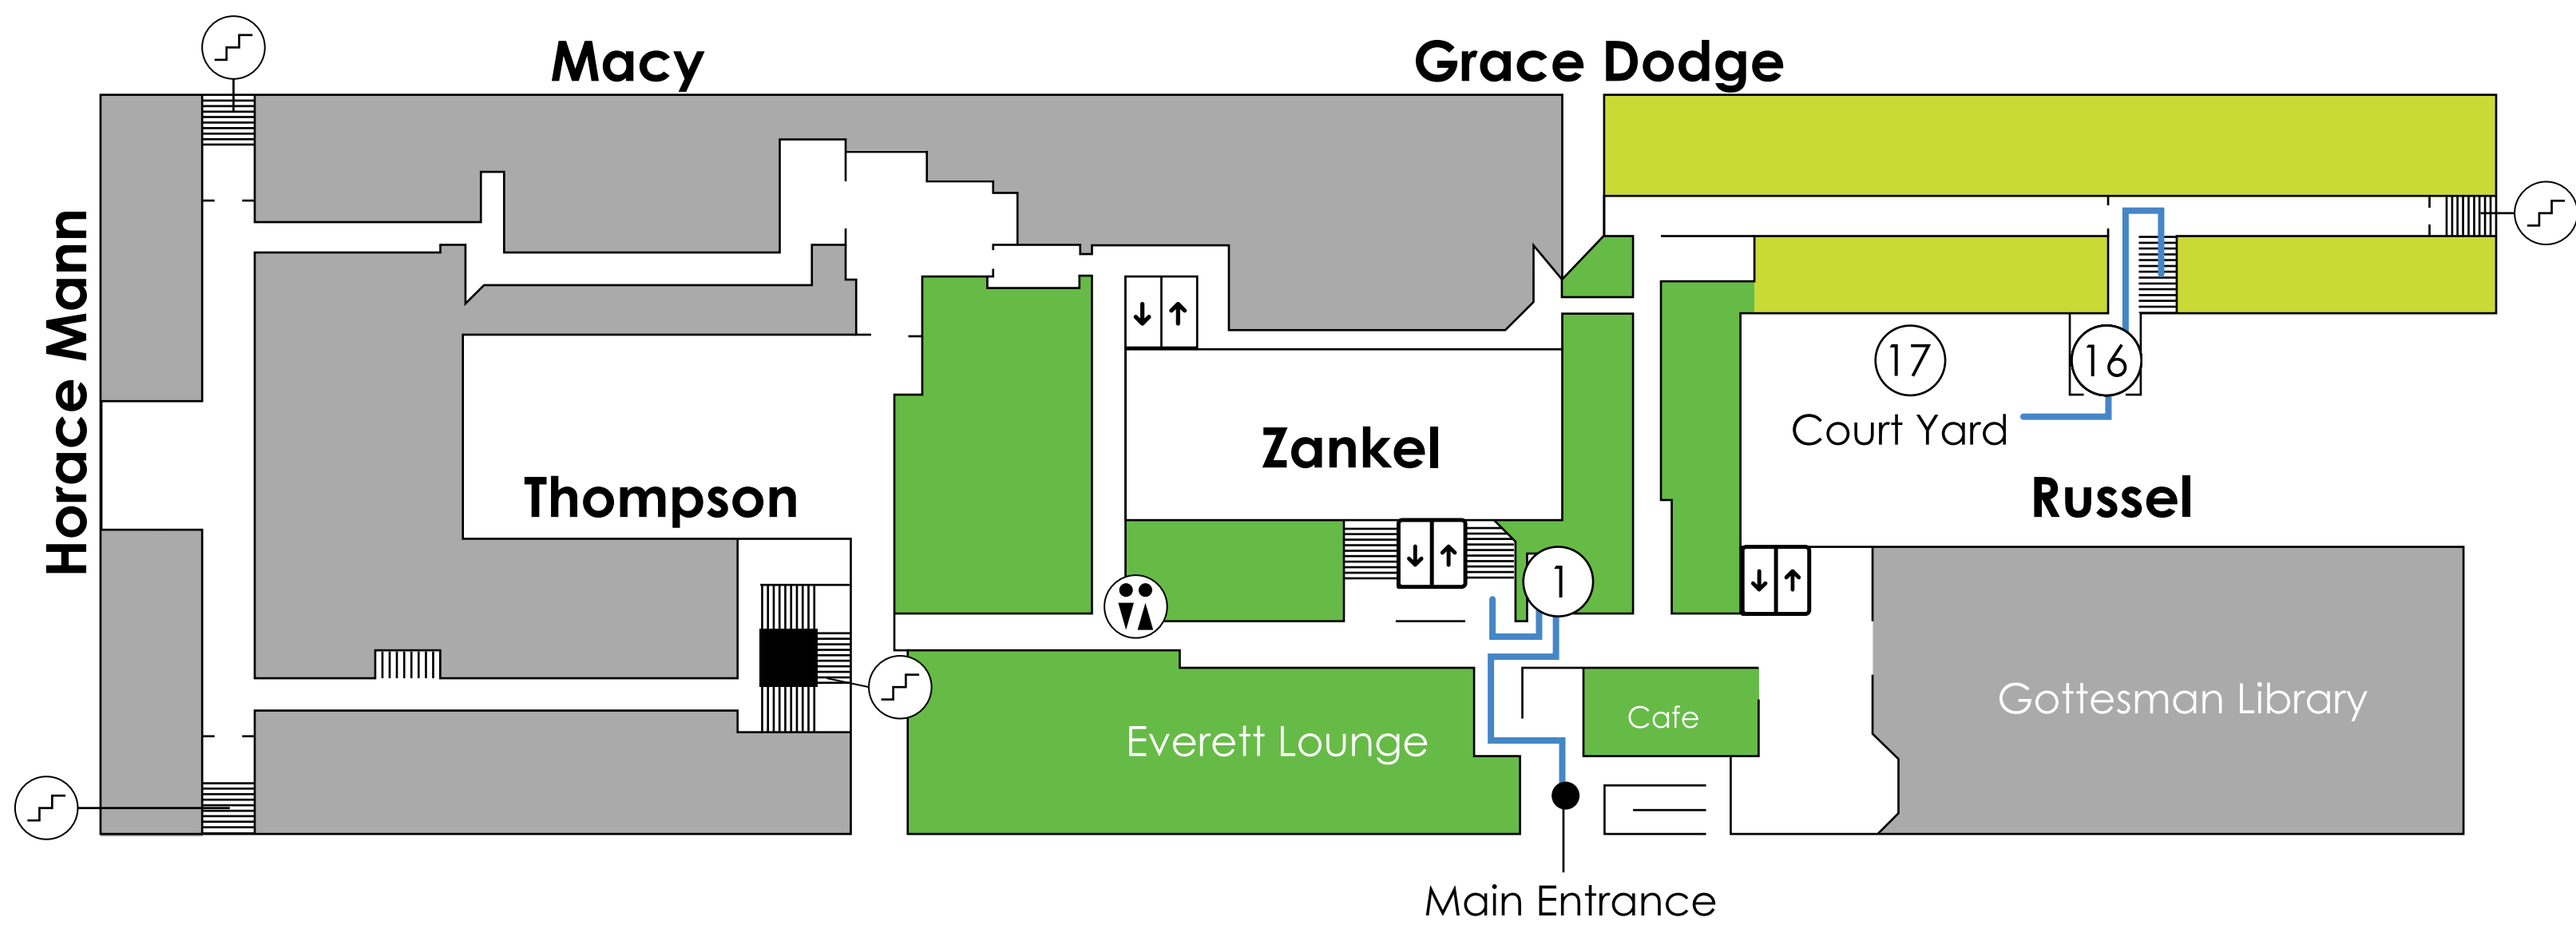 Macy
Grace Dodge
Horace Mann
17
16
Court Yard
Zankel
Thompson
Russel
1
Gottesman Library
Cafe
Everett Lounge
Main Entrance